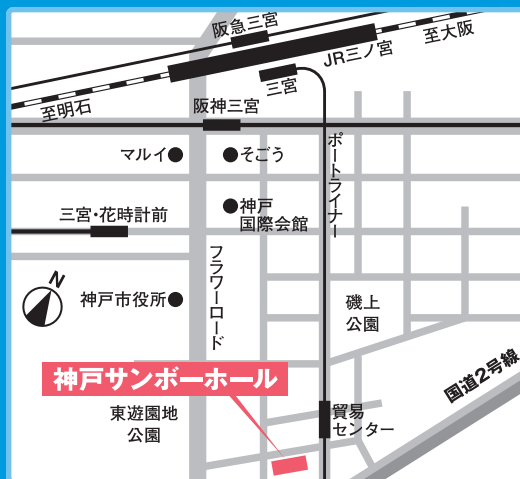 阪急三宮
至大阪
JR三ノ宮
三宮
至明石
阪神三宮
マルイ
そごう
ポートライナー
神戸
国際会館
三宮・花時計前
フラワーロード
N
神戸市役所
磯上
公園
国道2号線
神戸サンボーホール
東遊園地
公園
貿易
センター